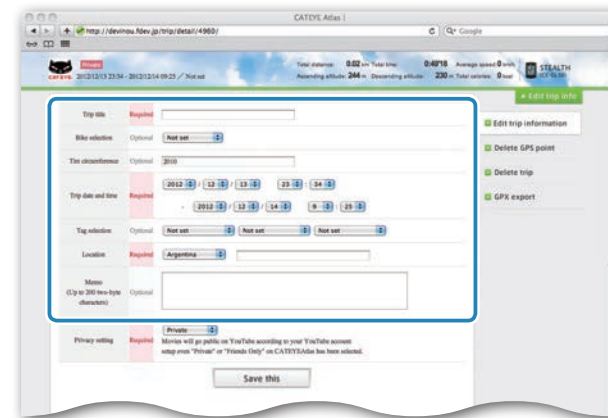 CATEYE Atlas |
http://devinou.fdev.jp/trip/detail/4960/
Google
CATEYE
Private
2012/12/13 23:34 - 2012/12/14 09:25 / Not set
Total distance: 0.02 km Total time: 0:49'18 Average speed 0 km/h
Ascending altitude: 244 m Descending altitude: 230 m Total calories: 0 kcal
STEALTH
Edit trip info
Trip title Required
Bike selection Optional Not set
Tire circumference Optional 2010
Trip date and time Required 2012 / 12 / 13 23 : 34
- 2012 / 12 / 14 9 : 25
Tag selection Optional Not set Not set Not set
Location Required Argentina
Memo
(Up to 200 two-byte
characters)
Optional
Privacy setting Required Private
Movies will go public on YouTube according to your YouTube account
setup even "Private" or "Friends Only" on CATEYEAtlas has been selected.
Save this
Edit trip information
Delete GPS point
Delete trip
GPX export